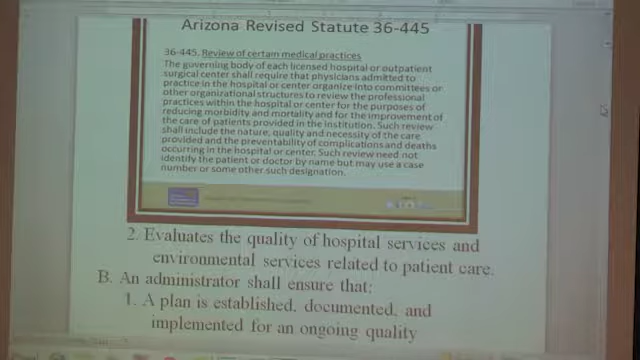 Arizona Revised Statute 36-445
36-445. Review of certain medical practices
The governing body of each licensed hospital or outpatient
surgical center shall require that physicians admitted to
practice in the hospital or center organize into committees or
other organizational structures to review the professional
practices within the hospital or center for the purposes of
reducing morbidity and mortality and for the improvement of
the care of patients provided in the institution. Such review
shall include the nature, quality and necessity of the care
provided and the preventability of complications and deaths
occurring in the hospital or center. Such review need not
identify the patient or doctor by name but may use a case
number or some other such designation.
2. Evaluates the quality of hospital services and
environmental services related to patient care.
B. An administrator shall ensure that:
1. A plan is established, documented, and
implemented for an ongoing quality